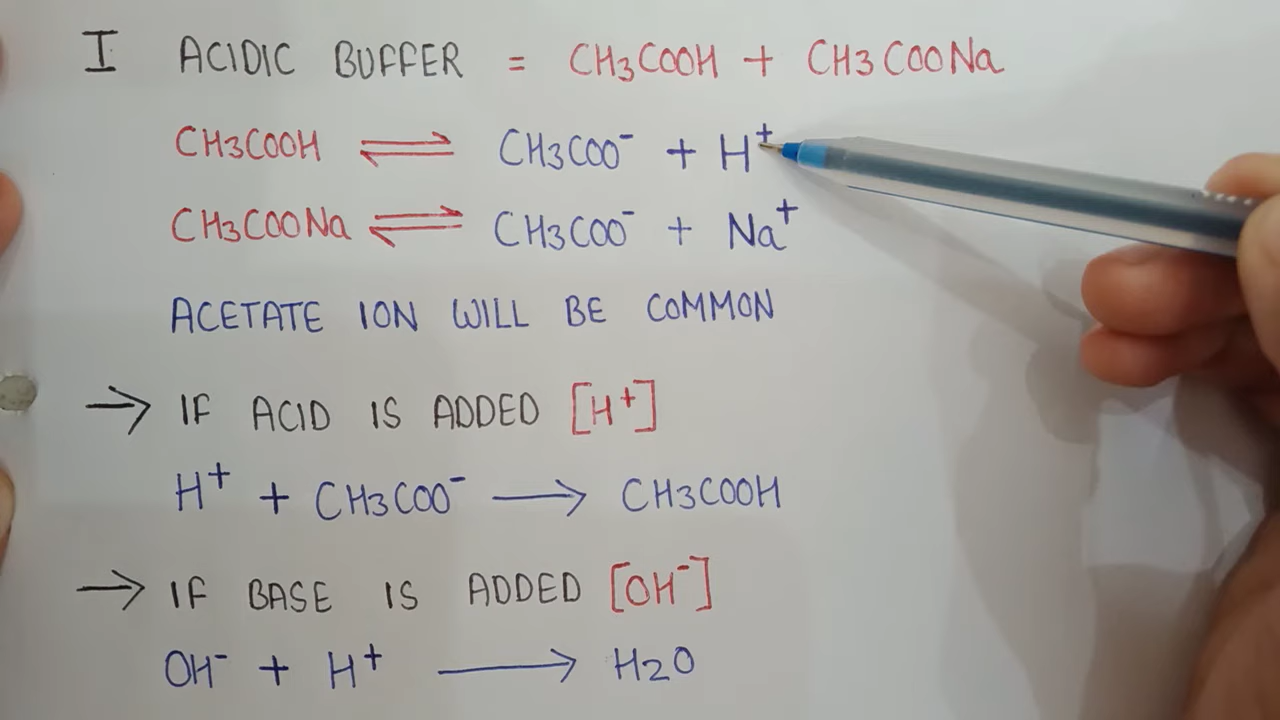 I ACIDIC BUFFER = CH3COOH + CH3COONa
CH3COOH ⇌ CH3COO⁻ + H⁺
CH3COONa ⇌ CH3COO⁻ + Na⁺
ACETATE ION WILL BE COMMON
→ IF ACID IS ADDED [H⁺]
H⁺ + CH3COO⁻ → CH3COOH
→ IF BASE IS ADDED [OH⁻]
OH⁻ + H⁺ → H2O